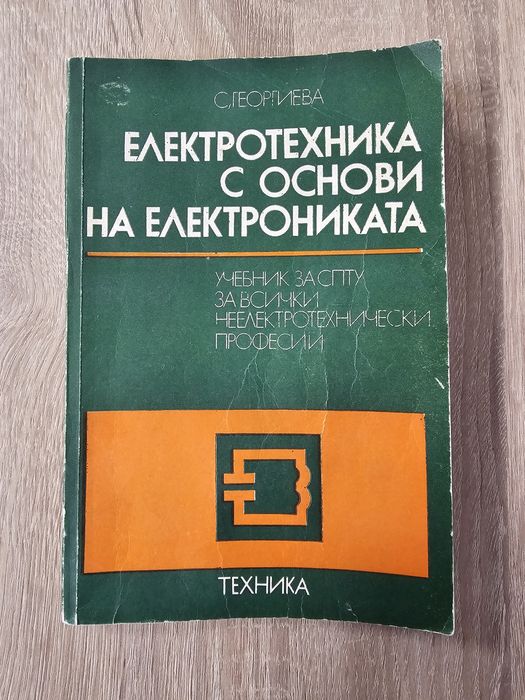 С. ГЕОРГИЕВА
ЕЛЕКТРОТЕХНИКА
С ОСНОВИ
НА ЕЛЕКТРОНИКАТА
УЧЕБНИК ЗА СПТУ
ЗА ВСИЧКИ
НЕЕЛЕКТРОТЕХНИЧЕСКИ
ПРОФЕСИИ
ТЕХНИКА